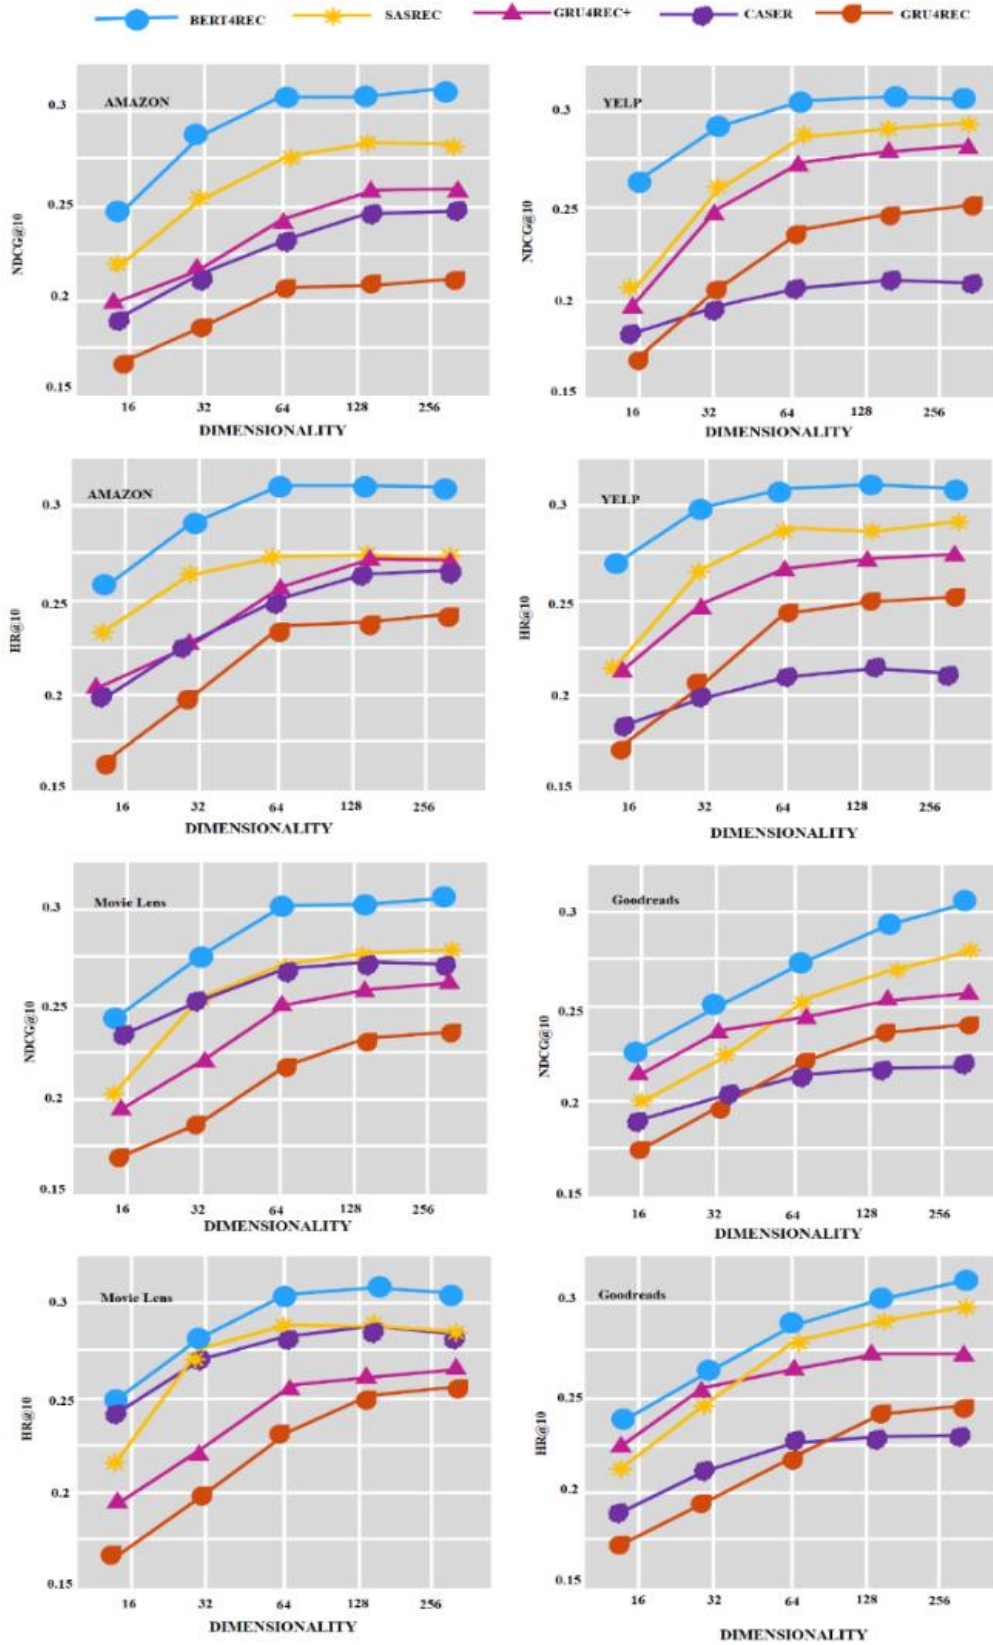 BERT4REC SASREC GRU4REC+ CASER GRU4REC
AMAZON
NDCG@10
0.3
0.25
0.2
0.15
16 32 64 128 256
DIMENSIONALITY
YELP
NDCG@10
0.3
0.25
0.2
0.15
16 32 64 128 256
DIMENSIONALITY
AMAZON
HR@10
0.3
0.25
0.2
0.15
16 32 64 128 256
DIMENSIONALITY
YELP
HR@10
0.3
0.25
0.2
0.15
16 32 64 128 256
DIMENSIONALITY
Movie Lens
NDCG@10
0.3
0.25
0.2
0.15
16 32 64 128 256
DIMENSIONALITY
Goodreads
NDCG@10
0.3
0.25
0.2
0.15
16 32 64 128 256
DIMENSIONALITY
Movie Lens
HR@10
0.3
0.25
0.2
0.15
16 32 64 128 256
DIMENSIONALITY
Goodreads
HR@10
0.3
0.25
0.2
0.15
16 32 64 128 256
DIMENSIONALITY